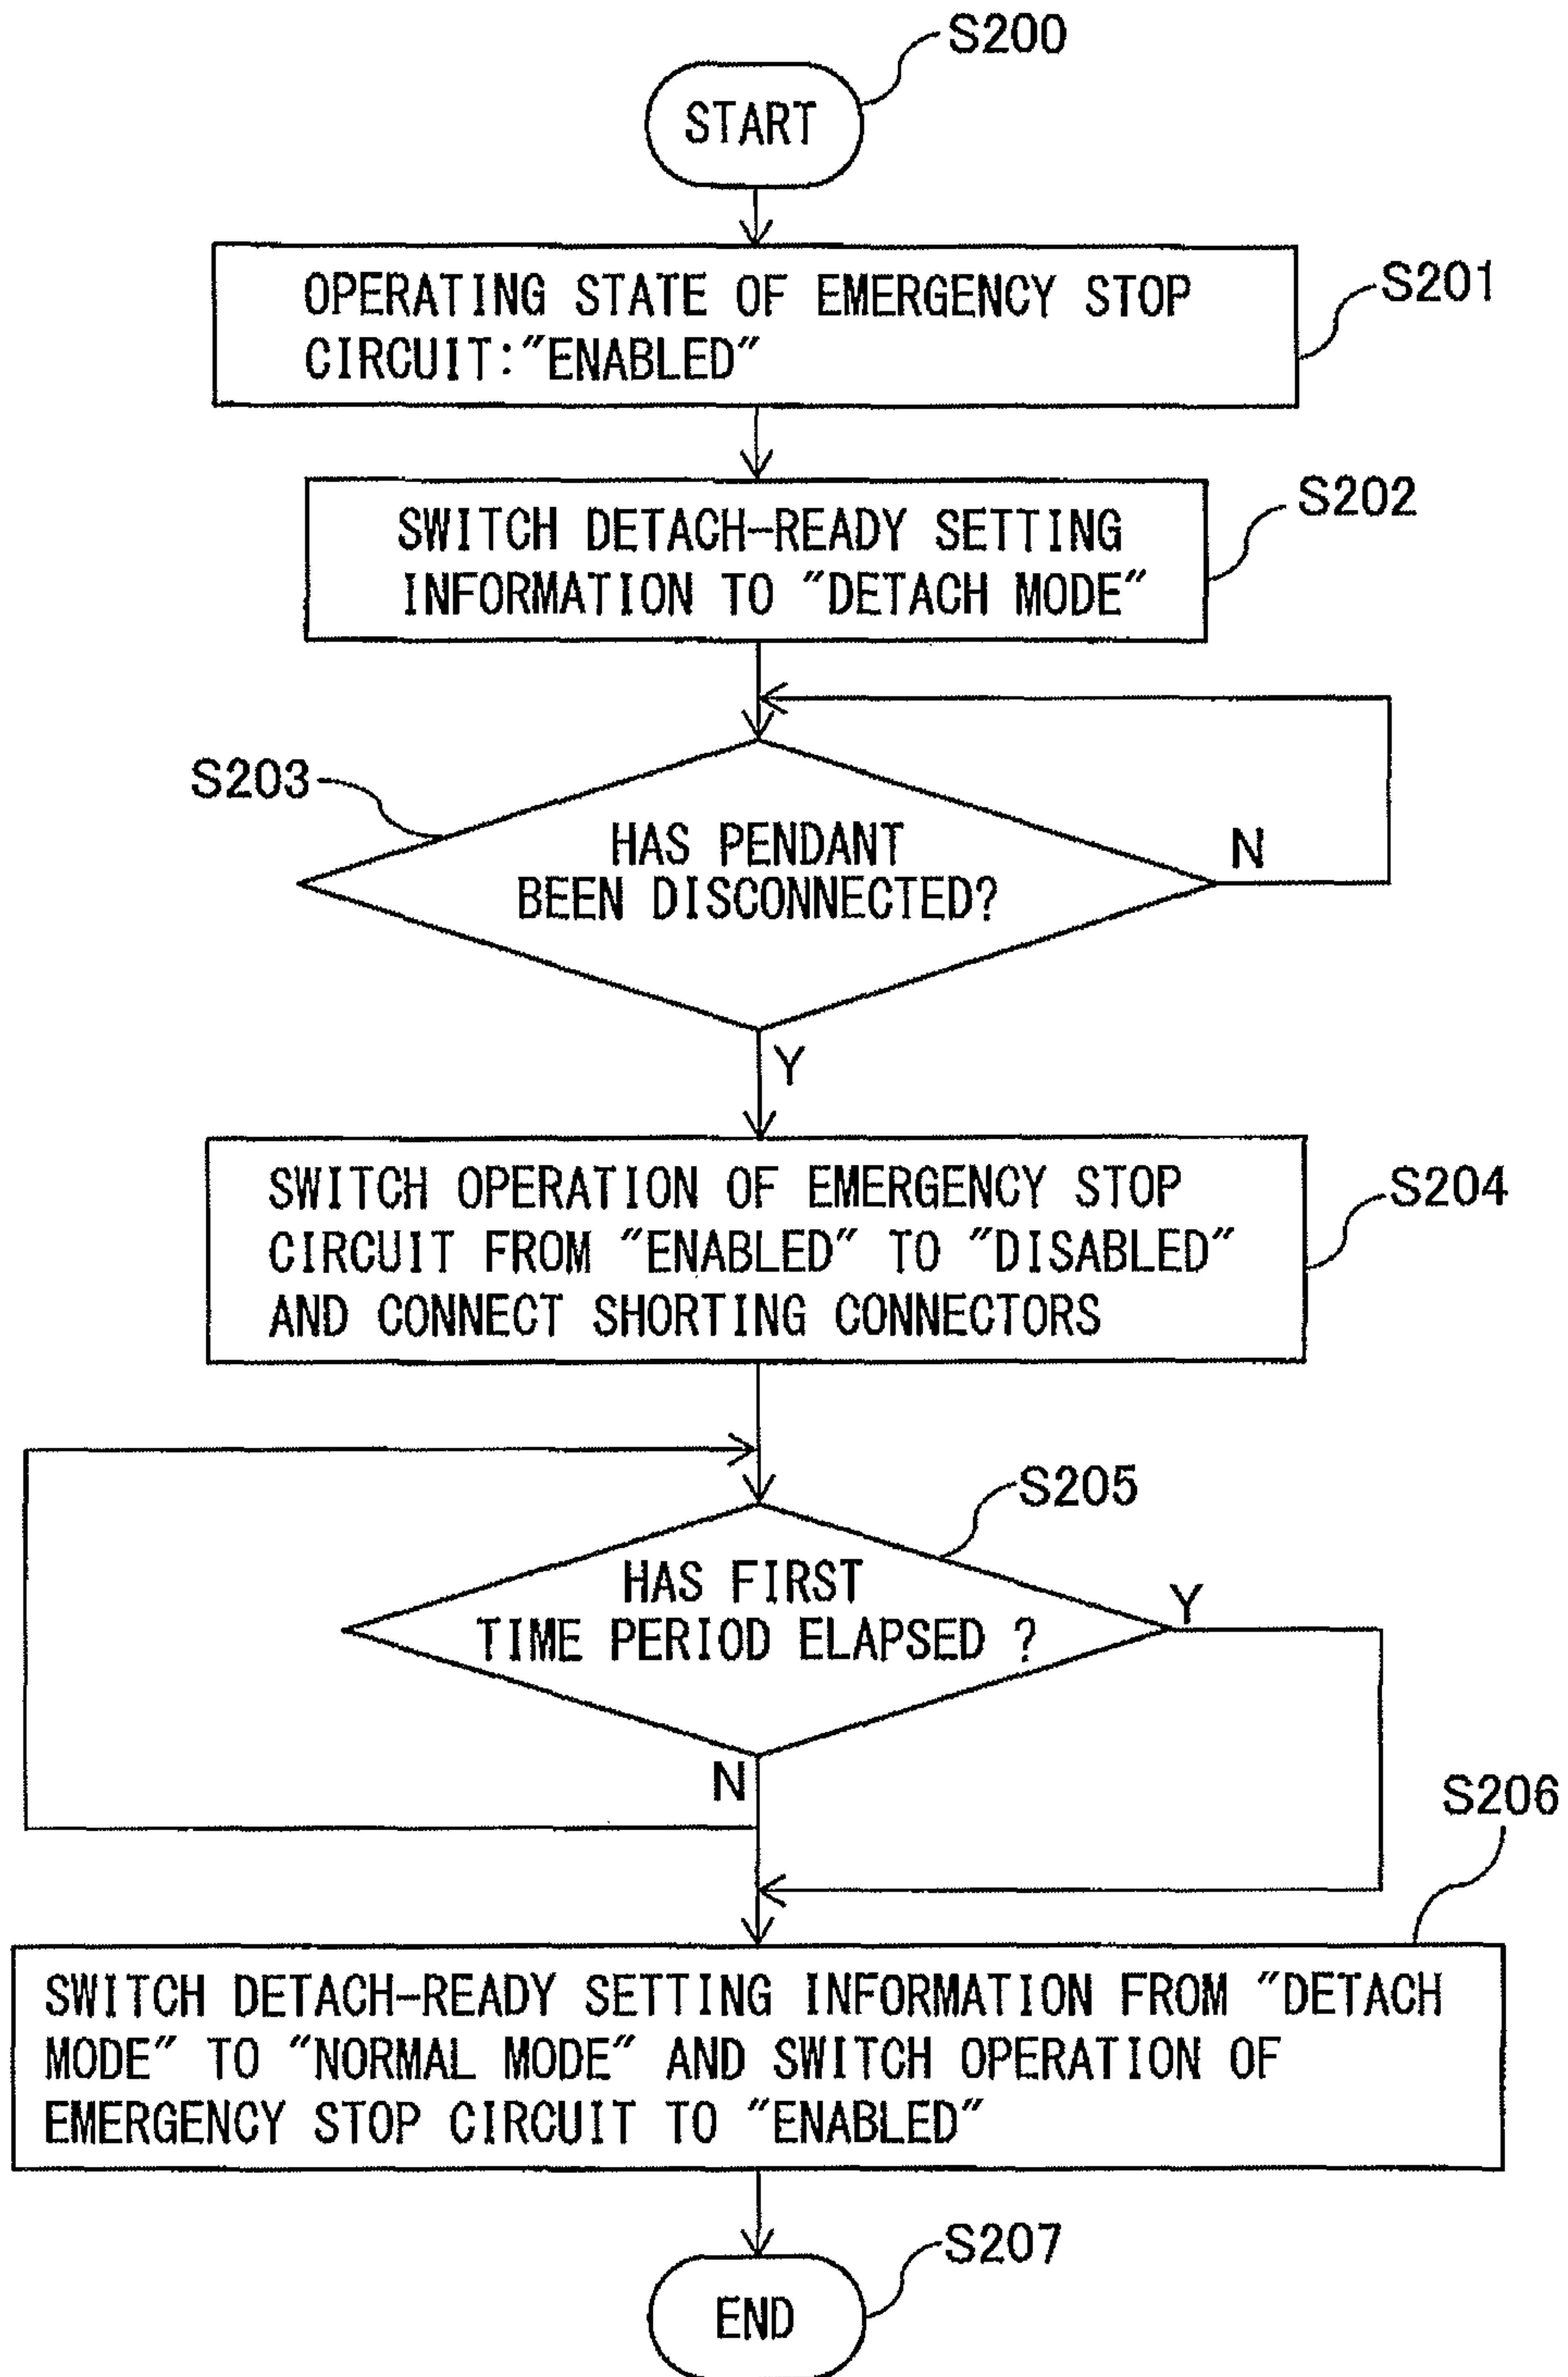 S200
START
OPERATING STATE OF EMERGENCY STOP
CIRCUIT:"ENABLED"
S201
SWITCH DETACH-READY SETTING
INFORMATION TO "DETACH MODE"
S202
S203
HAS PENDANT
BEEN DISCONNECTED?
N
Y
SWITCH OPERATION OF EMERGENCY STOP
CIRCUIT FROM "ENABLED" TO "DISABLED"
AND CONNECT SHORTING CONNECTORS
S204
S205
HAS FIRST
TIME PERIOD ELAPSED ?
Y
N
S206
SWITCH DETACH-READY SETTING INFORMATION FROM "DETACH
MODE" TO "NORMAL MODE" AND SWITCH OPERATION OF
EMERGENCY STOP CIRCUIT TO "ENABLED"
S207
END